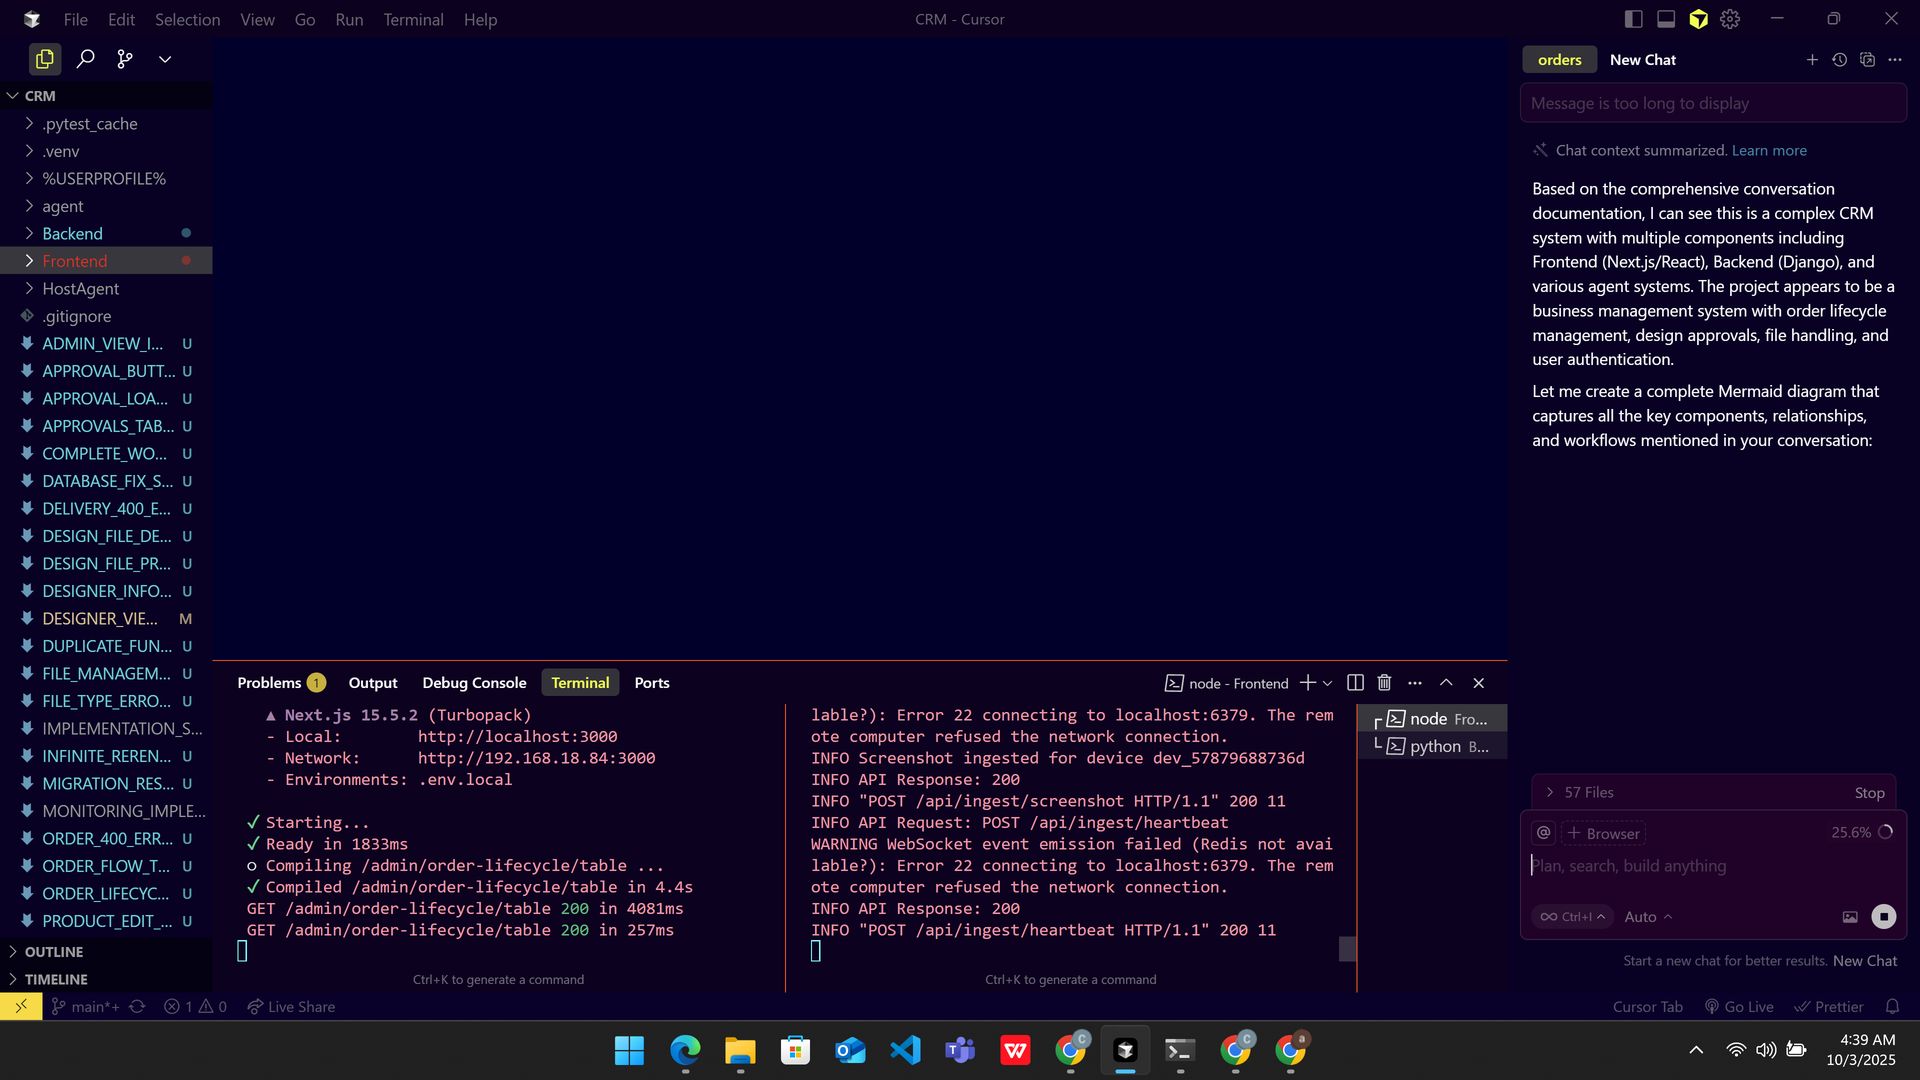 File Edit Selection View Go Run Terminal Help
CRM - Cursor
CRM
.pytest_cache
.venv
%USERPROFILE%
agent
Backend
Frontend
HostAgent
.gitignore
ADMIN_VIEW_I... U
APPROVAL_BUTT... U
APPROVAL_LOA... U
APPROVALS_TAB... U
COMPLETE_WO... U
DATABASE_FIX_S... U
DELIVERY_400_E... U
DESIGN_FILE_DE... U
DESIGN_FILE_PR... U
DESIGNER_INFO... U
DESIGNER_VIE... M
DUPLICATE_FUN... U
FILE_MANAGEM... U
FILE_TYPE_ERRO... U
IMPLEMENTATION_S...
INFINITE_REREN... U
MIGRATION_RES... U
MONITORING_IMPLE...
ORDER_400_ERR... U
ORDER_FLOW_T... U
ORDER_LIFECYC... U
PRODUCT_EDIT_... U
OUTLINE
TIMELINE
Problems 1 Output Debug Console Terminal Ports
node - Frontend
▲ Next.js 15.5.2 (Turbopack)
- Local: http://localhost:3000
- Network: http://192.168.18.84:3000
- Environments: .env.local
✓ Starting...
✓ Ready in 1833ms
○ Compiling /admin/order-lifecycle/table ...
✓ Compiled /admin/order-lifecycle/table in 4.4s
GET /admin/order-lifecycle/table 200 in 4081ms
GET /admin/order-lifecycle/table 200 in 257ms
Ctrl+K to generate a command
lable?): Error 22 connecting to localhost:6379. The rem
ote computer refused the network connection.
INFO Screenshot ingested for device dev_57879688736d
INFO API Response: 200
INFO "POST /api/ingest/screenshot HTTP/1.1" 200 11
INFO API Request: POST /api/ingest/heartbeat
WARNING WebSocket event emission failed (Redis not avai
lable?): Error 22 connecting to localhost:6379. The rem
ote computer refused the network connection.
INFO API Response: 200
INFO "POST /api/ingest/heartbeat HTTP/1.1" 200 11
Ctrl+K to generate a command
node Fro...
python B...
orders New Chat
Message is too long to display
Chat context summarized. Learn more
Based on the comprehensive conversation
documentation, I can see this is a complex CRM
system with multiple components including
Frontend (Next.js/React), Backend (Django), and
various agent systems. The project appears to be a
business management system with order lifecycle
management, design approvals, file handling, and
user authentication.
Let me create a complete Mermaid diagram that
captures all the key components, relationships,
and workflows mentioned in your conversation:
57 Files Stop
@ Browser 25.6%
Plan, search, build anything
∞ Ctrl+I Auto
Start a new chat for better results. New Chat
main*+ 1 0 Live Share
Cursor Tab Go Live Prettier
4:39 AM
10/3/2025